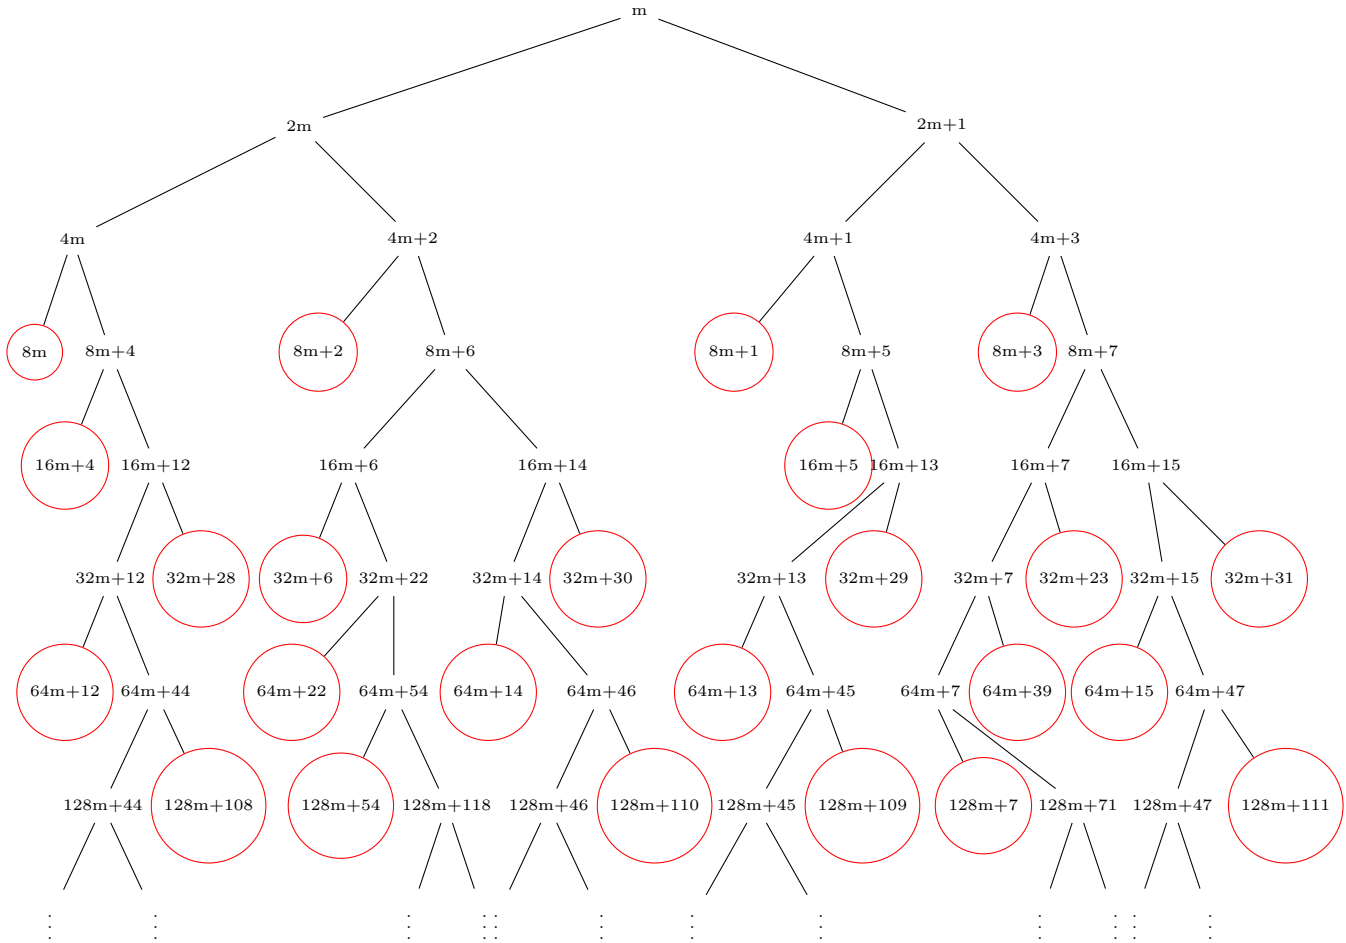 m
2m 2m+1
4m 4m+2 4m+1 4m+3
8m 8m+4 8m+2 8m+6 8m+1 8m+5 8m+3 8m+7
16m+4 16m+12 16m+6 16m+14 16m+5 16m+13 16m+7 16m+15
32m+12 32m+28 32m+6 32m+22 32m+14 32m+30 32m+13 32m+29 32m+7 32m+23 32m+15 32m+31
64m+12 64m+44 64m+22 64m+54 64m+14 64m+46 64m+13 64m+45 64m+7 64m+39 64m+15 64m+47
128m+44 128m+108 128m+54 128m+118 128m+46 128m+110 128m+45 128m+109 128m+7 128m+71 128m+47 128m+111
⋮ ⋮ ⋮ ⋮ ⋮ ⋮ ⋮ ⋮ ⋮ ⋮ ⋮ ⋮